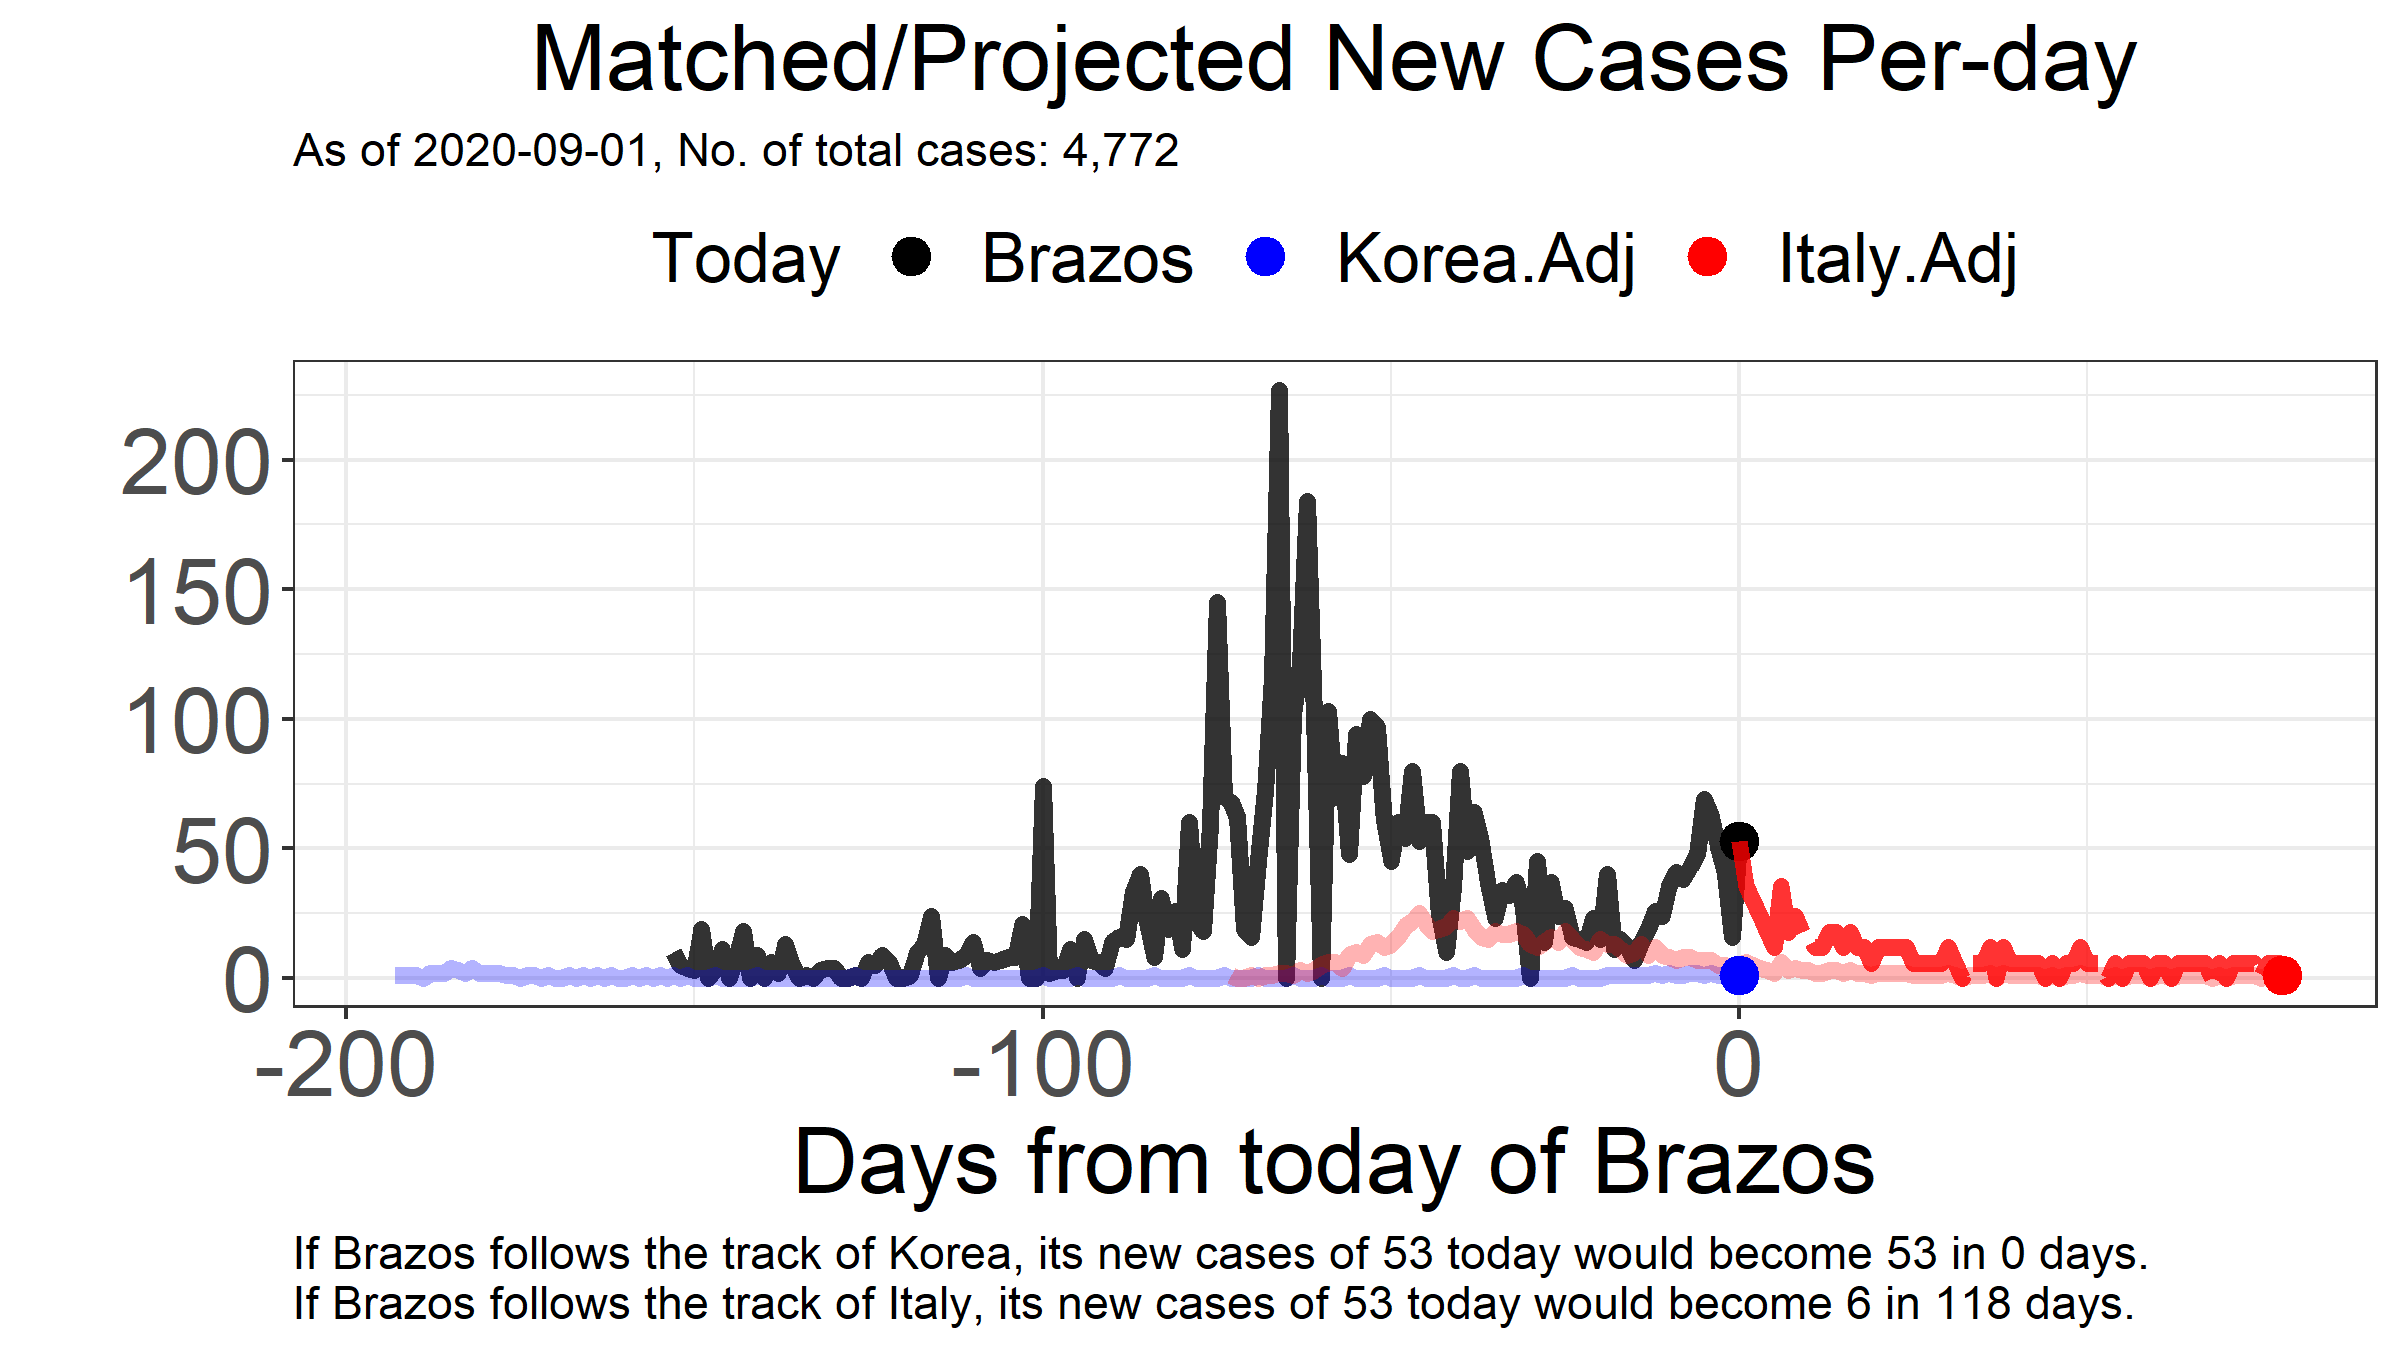 Matched/Projected New Cases Per-day
As of 2020-09-01, No. of total cases: 4,772
Today Brazos Korea.Adj Italy.Adj
200
150
100
50
0
-200 -100 0
Days from today of Brazos
If Brazos follows the track of Korea, its new cases of 53 today would become 53 in 0 days.
If Brazos follows the track of Italy, its new cases of 53 today would become 6 in 118 days.